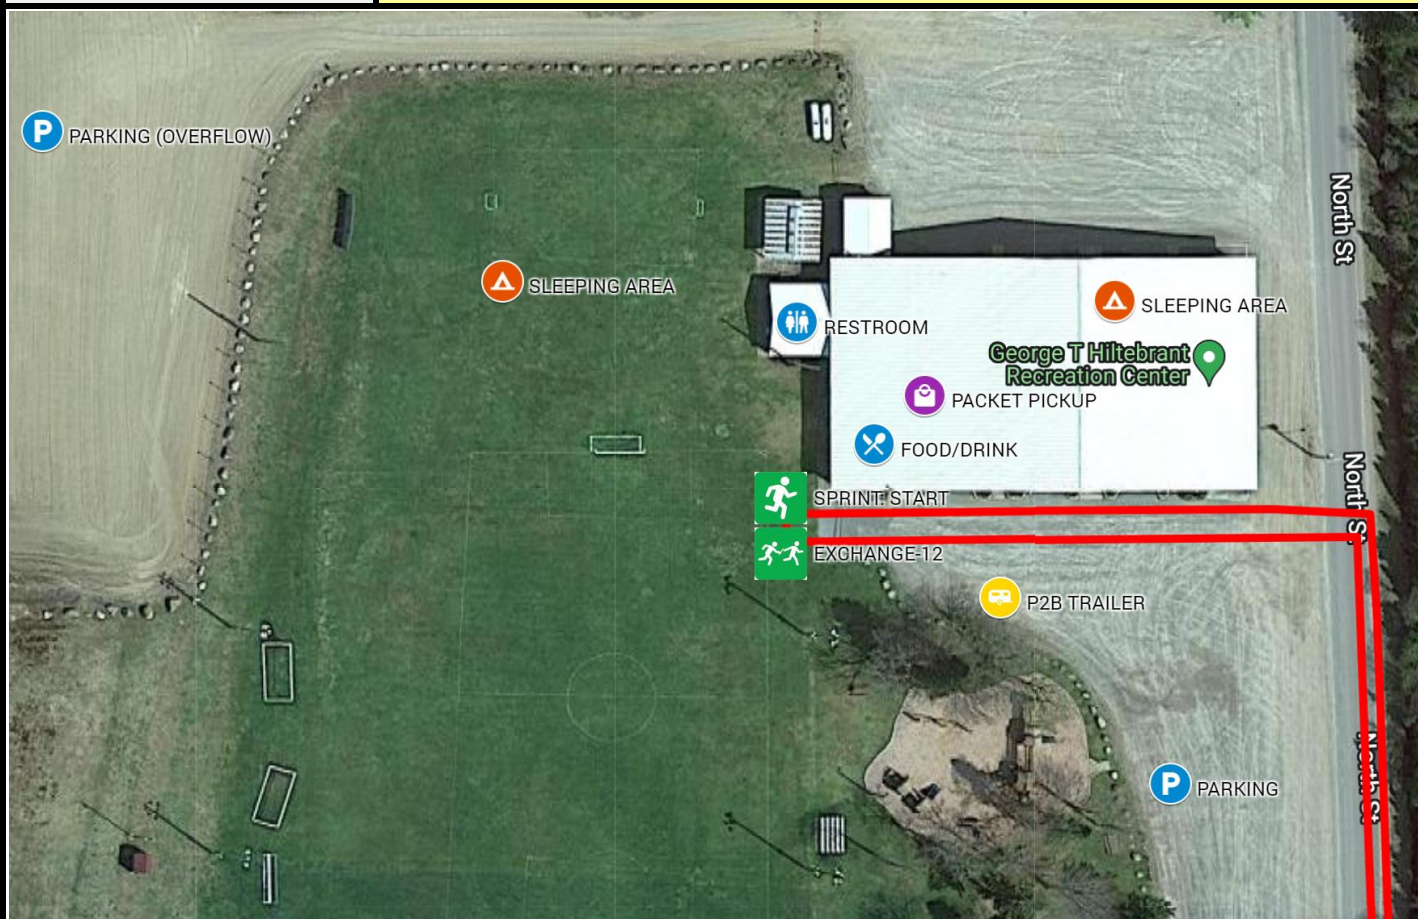 P PARKING (OVERFLOW)
North St
SLEEPING AREA
SLEEPING AREA
RESTROOM
George T Hiltebrant
Recreation Center
PACKET PICKUP
FOOD/DRINK
North St
SPRINT: START
EXCHANGE-12
P2B TRAILER
North St
P PARKING